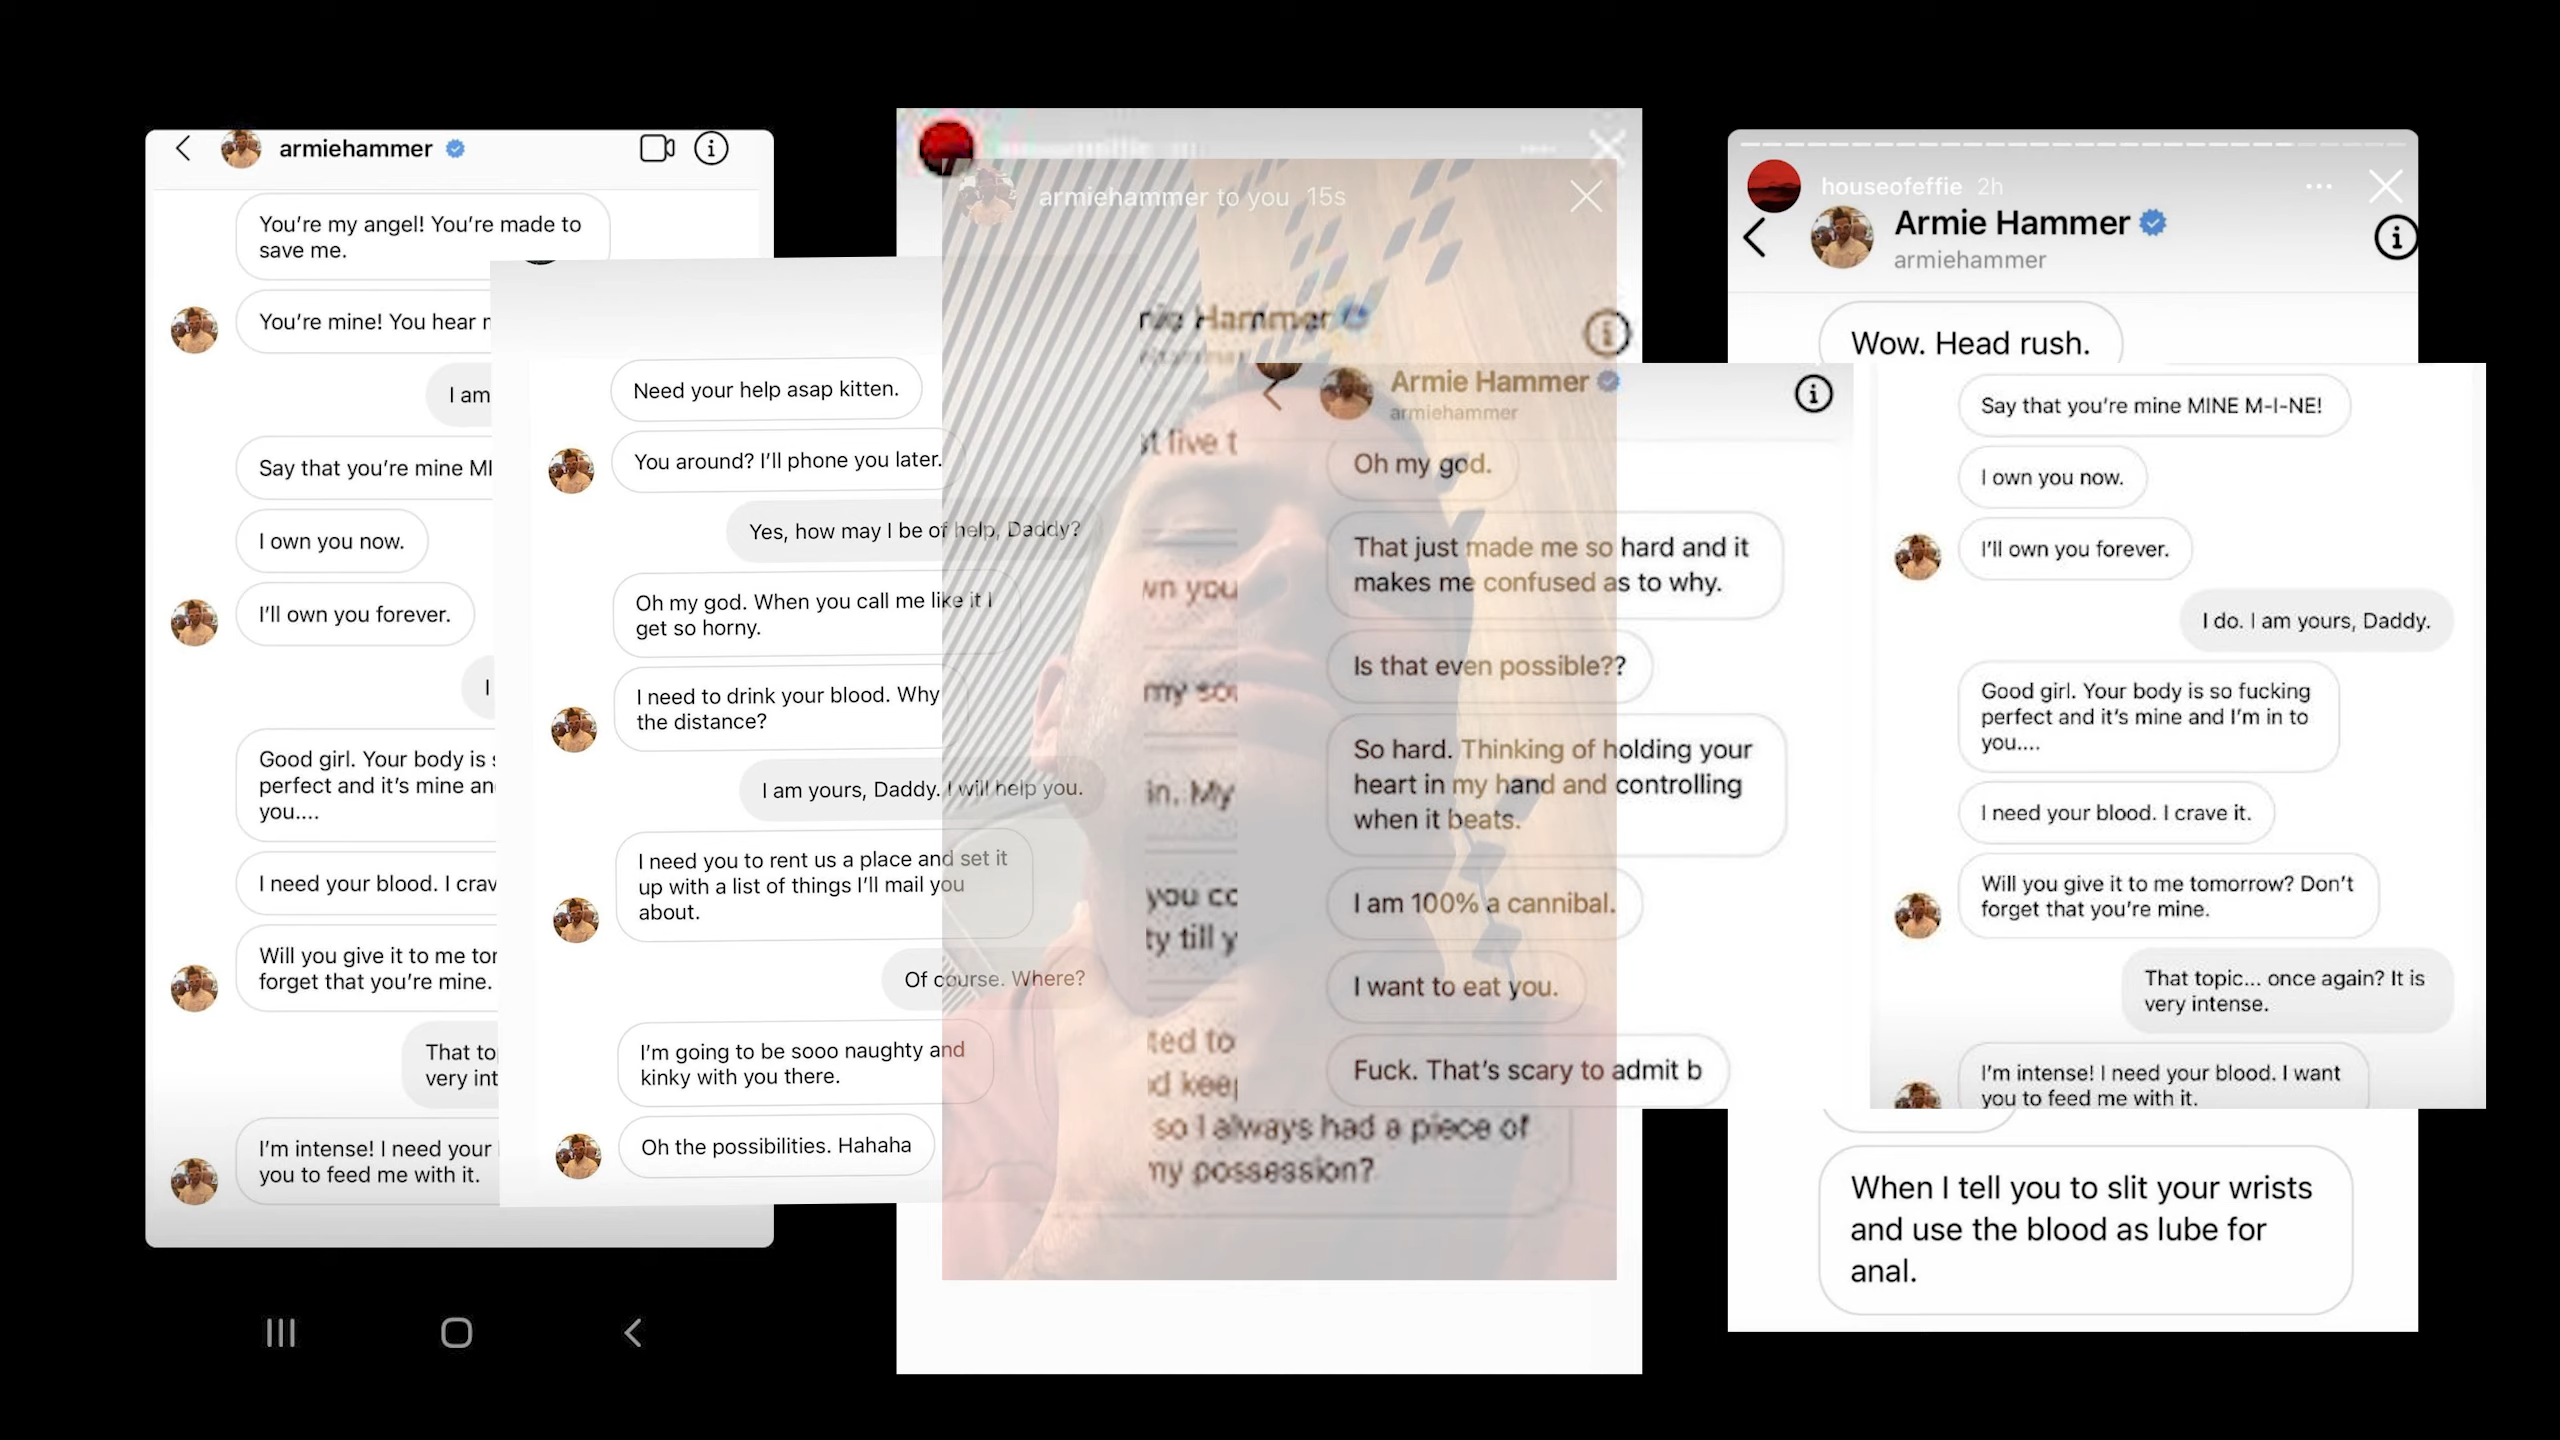 armiehammer
You're my angel! You're made to
save me.
You're mine! You hear
I am
Say that you're mine
I own you now.
I'll own you forever.
I
Good girl. Your body is
perfect and it's mine
you....
I need your blood. I
Will you give it to me
forget that you're mine.
That
very
I'm intense! I need your
you to feed me with it.
Need your help asap kitten.
You around? I'll phone you later.
Yes, how may I be of help, Daddy?
Oh my god. When you call me like it I
get so horny.
I need to drink your blood. Why
the distance?
I am yours, Daddy. I will help you.
I need you to rent us a place and set it
up with a list of things I'll mail you
about.
Of course. Where?
I'm going to be sooo naughty and
kinky with you there.
Oh the possibilities. Hahaha
armiehammer to you 15s
Hammer
live
you
my
in. My
you
till
to
so I always had a piece of
my possession?
Armie Hammer
armiehammer
Oh my god.
That just made me so hard and it
makes me confused as to why.
Is that even possible??
So hard. Thinking of holding your
heart in my hand and controlling
when it beats.
I am 100% a cannibal.
I want to eat you.
Fuck. That's scary to admit b
houseofeffie 2h
Armie Hammer
armiehammer
Wow. Head rush.
Say that you're mine MINE M-I-NE!
I own you now.
I'll own you forever.
I do. I am yours, Daddy.
Good girl. Your body is so fucking
perfect and it's mine and I'm in to
you....
I need your blood. I crave it.
Will you give it to me tomorrow? Don't
forget that you're mine.
That topic... once again? It is
very intense.
I'm intense! I need your blood. I want
you to feed me with it.
When I tell you to slit your wrists
and use the blood as lube for
anal.